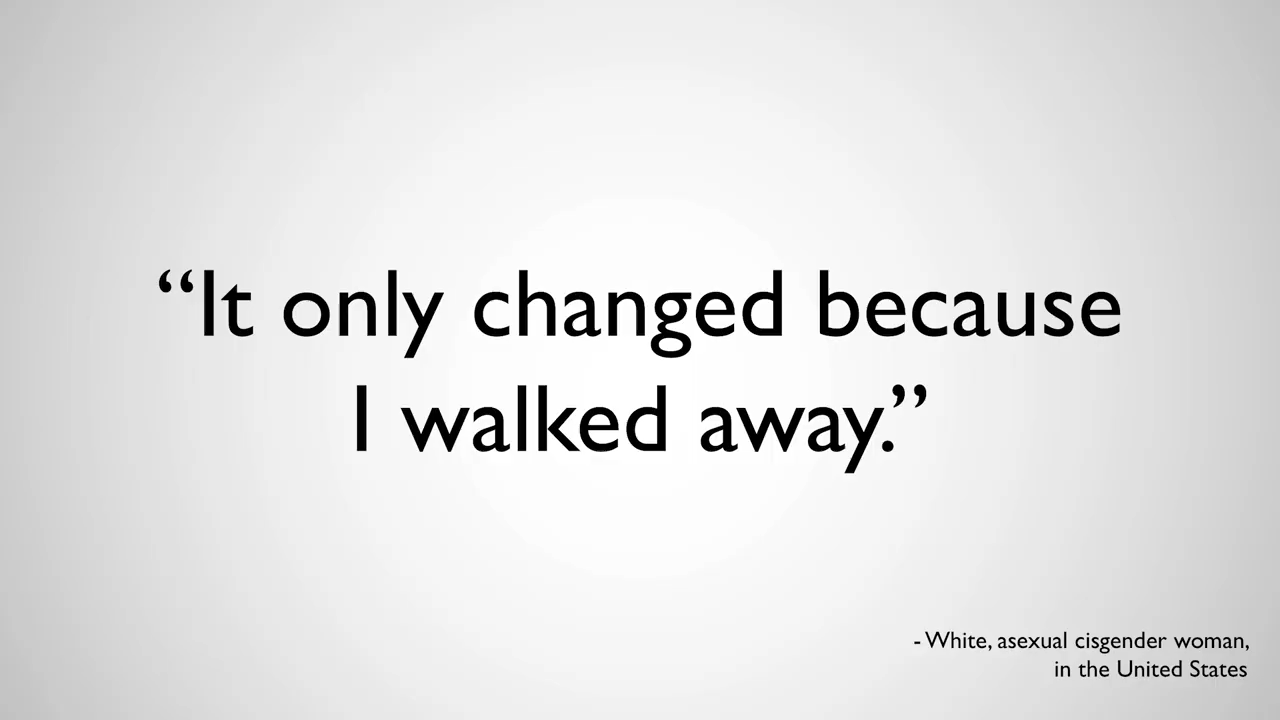 “It only changed because
I walked away.”
- White, asexual cisgender woman,
in the United States